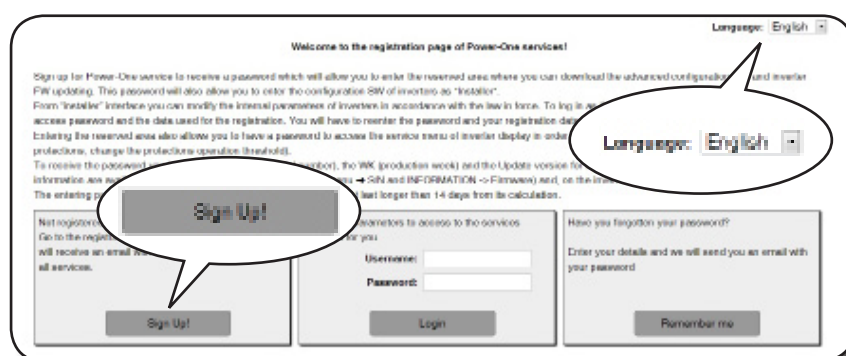 Language: English
Welcome to the registration page of Power-One services!
Sign up for Power-One service to receive a password which will allow you to enter the reserved area where you can download the advanced configuration and inverter
FW updating. This password will also allow you to enter the configuration SW of inverters as "Installer".
From "Installer" interface you can modify the internal parameters of inverters in accordance with the law in force. To log in as
access password and the data used for the registration. You will have to reenter the password and your registration
Entering the reserved area also allows you to have a password to access the service menu of inverter display in
protections, change the protections operation threshold).
Language: English
To receive the password the WK (production week) and the Update version for
information are → SIN and INFORMATION -> Firmware) and, on the
The entering last longer than 14 days from its calculation.
Sign Up!
Not registered
Go to the
will receive an email
all services.
Sign Up!
parameters to access to the services
for you
Username:
Password:
Login
Have you forgotten your password?
Enter your details and we will send you an email with
your password
Remember me